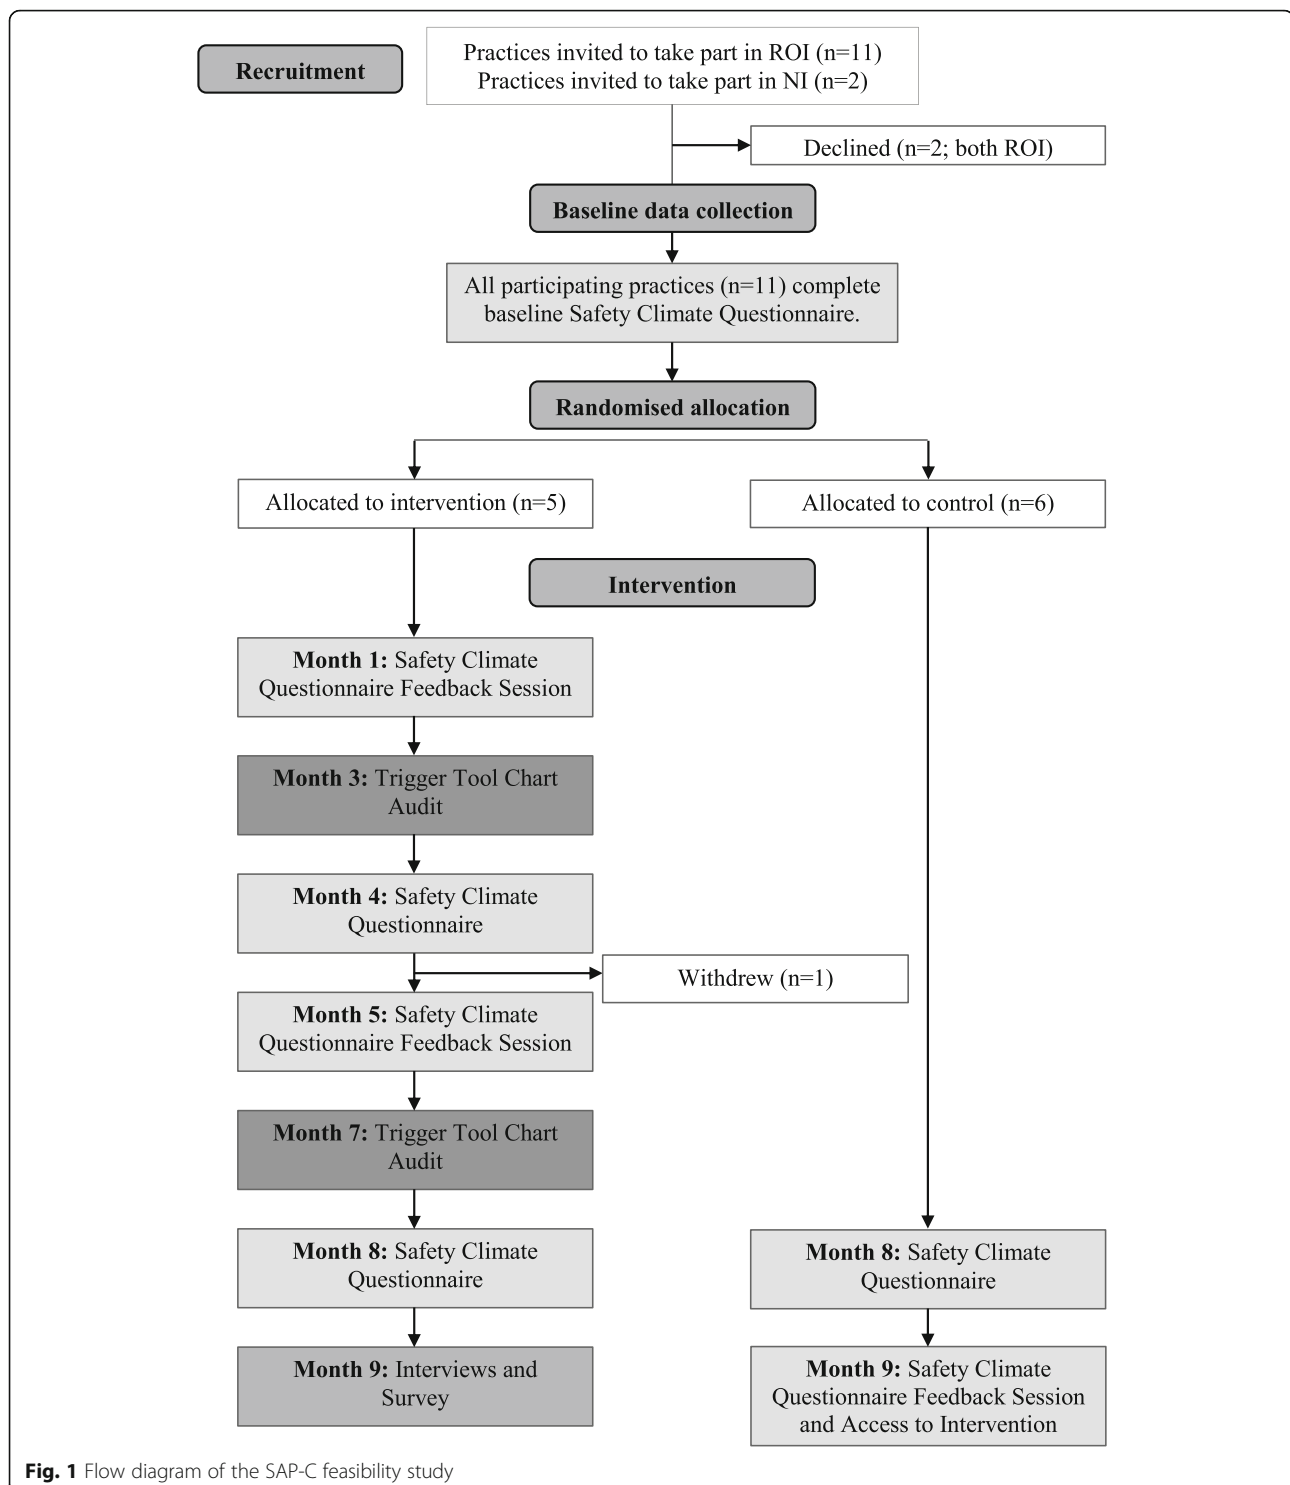 Recruitment
Practices invited to take part in ROI (n=11)
Practices invited to take part in NI (n=2)
Declined (n=2; both ROI)
Baseline data collection
All participating practices (n=11) complete
baseline Safety Climate Questionnaire.
Randomised allocation
Allocated to intervention (n=5)
Allocated to control (n=6)
Intervention
Month 1: Safety Climate
Questionnaire Feedback Session
Month 3: Trigger Tool Chart
Audit
Month 4: Safety Climate
Questionnaire
Withdrew (n=1)
Month 5: Safety Climate
Questionnaire Feedback Session
Month 7: Trigger Tool Chart
Audit
Month 8: Safety Climate
Questionnaire
Month 8: Safety Climate
Questionnaire
Month 9: Interviews and
Survey
Month 9: Safety Climate
Questionnaire Feedback Session
and Access to Intervention
Fig. 1 Flow diagram of the SAP-C feasibility study